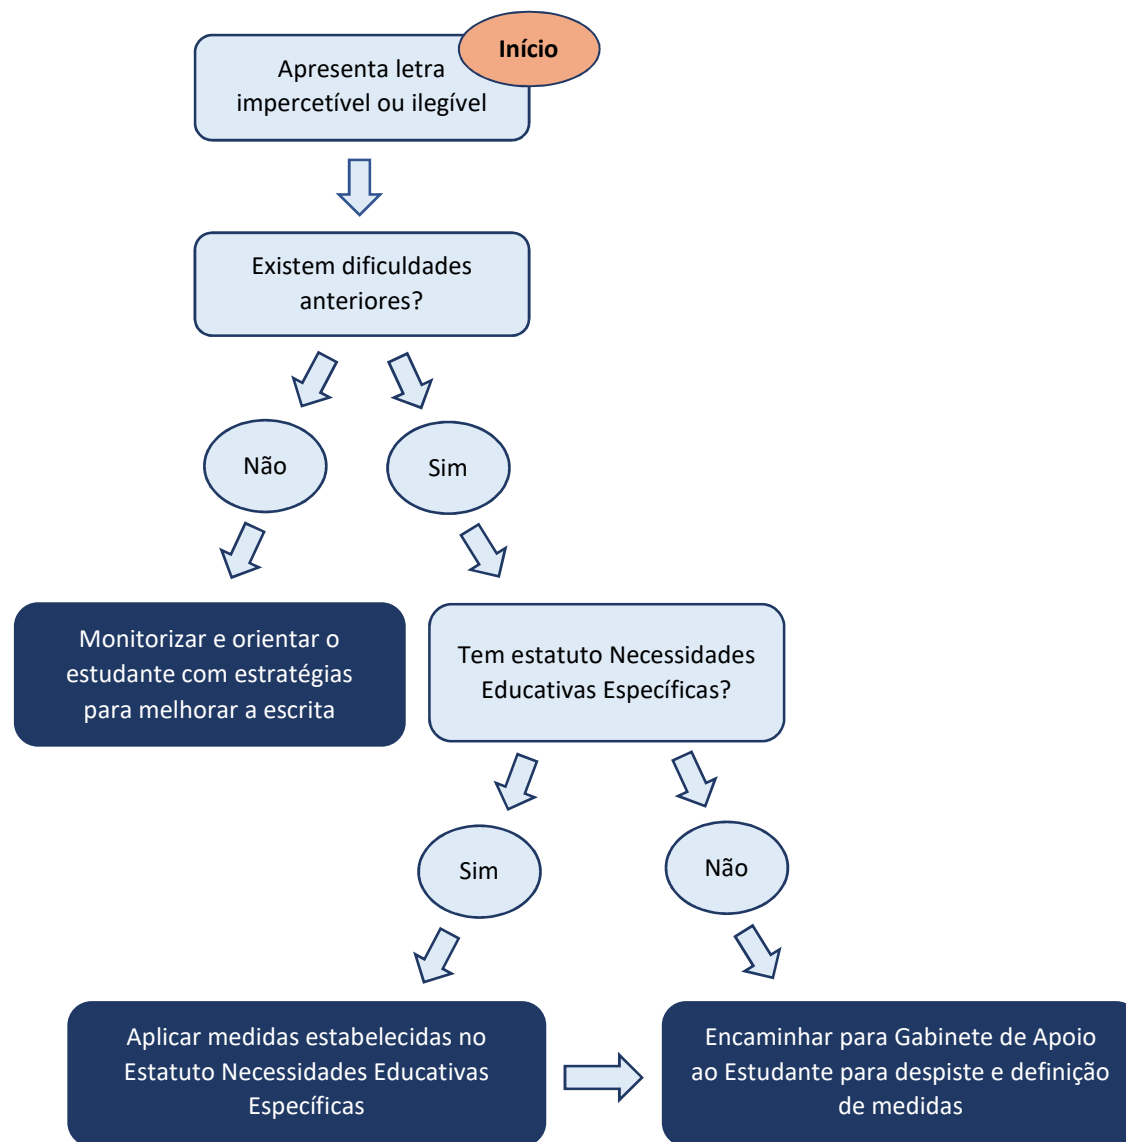 Início
Apresenta letra
impercetível ou ilegível
Existem dificuldades
anteriores?
Não
Sim
Monitorizar e orientar o
estudante com estratégias
para melhorar a escrita
Tem estatuto Necessidades
Educativas Específicas?
Sim
Não
Aplicar medidas estabelecidas no
Estatuto Necessidades Educativas
Específicas
Encaminhar para Gabinete de Apoio
ao Estudante para despiste e definição
de medidas